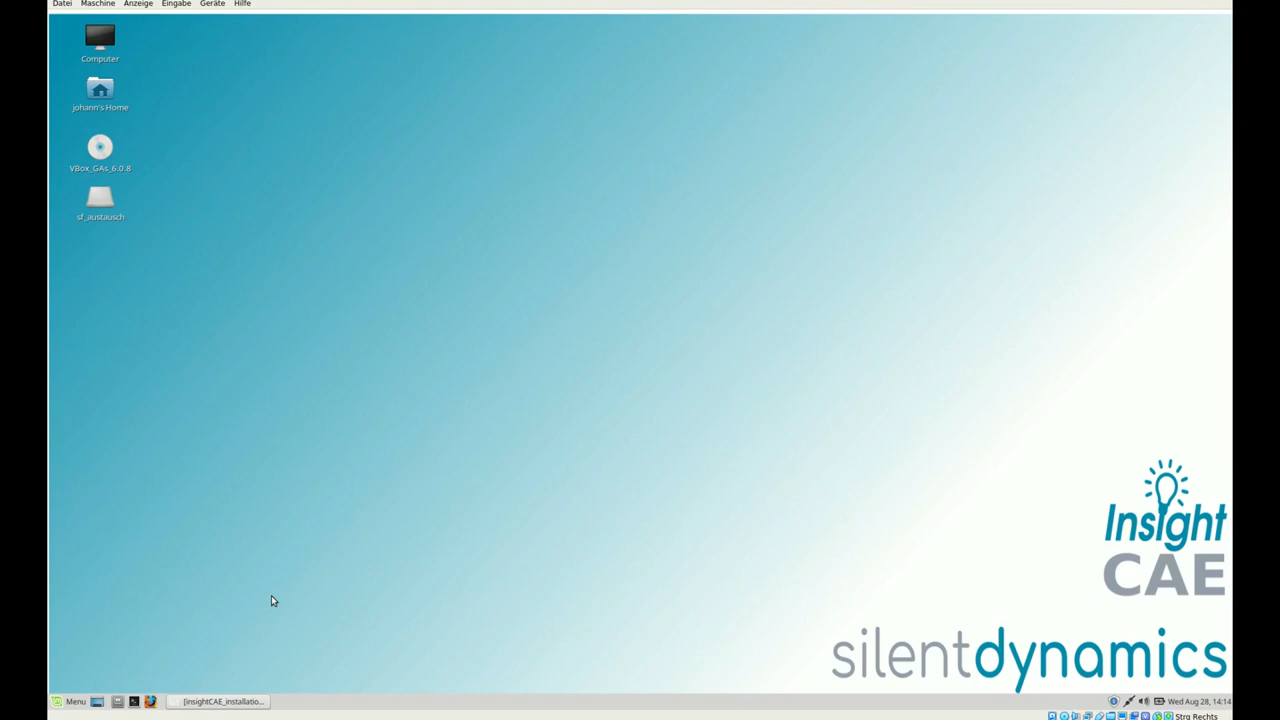 Datei Maschine Anzeige Eingabe Geräte Hilfe
Computer
johann's Home
VBox_GAs_6.0.8
sf_austausch
Insight
CAE
silentdynamics
Menu [insightCAE_installatio... Wed Aug 28, 14:14
Strg Rechts